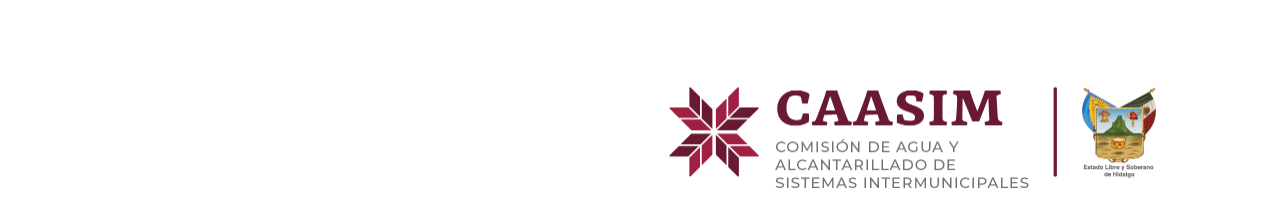 CAASIM
COMISIÓN DE AGUA Y
ALCANTARILLADO DE
SISTEMAS INTERMUNICIPALES
Estado Libre y Soberano
de Hidalgo